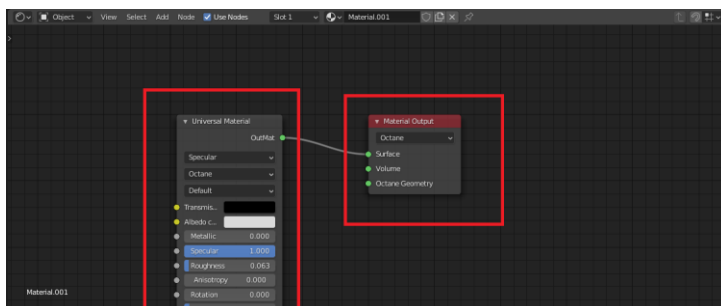 Object View Select Add Node Use Nodes Slot 1 Material.001
Universal Material
OutMat
Specular
Octane
Default
Transmis..
Albedo c..
Metallic 0.000
Specular 1.000
Roughness 0.063
Anisotropy 0.000
Rotation 0.000
Material Output
Octane
Surface
Volume
Octane Geometry
Material.001